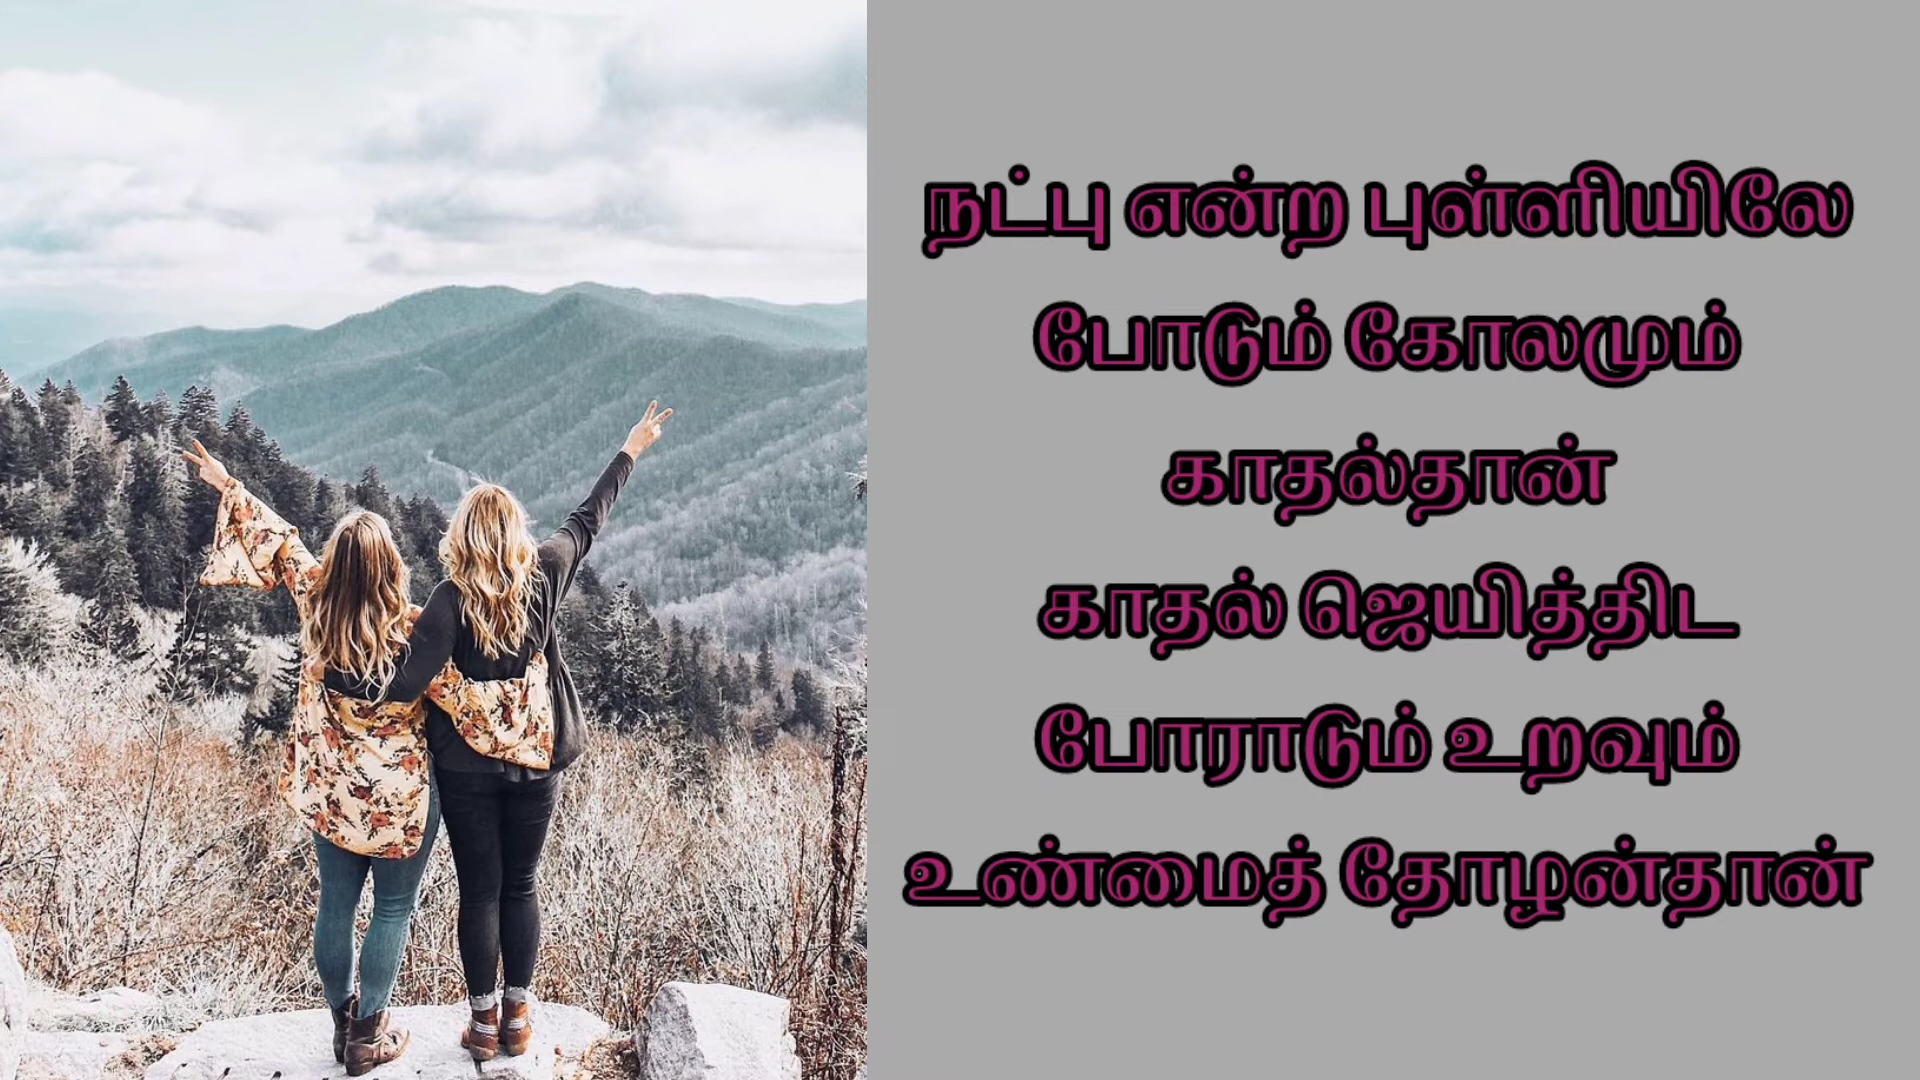 நட்பு என்ற புள்ளியிலே
போடும் கோலமும்
காதல்தான்
காதல் ஜெயித்திட
போராடும் உறவும்
உண்மைத் தோழன்தான்